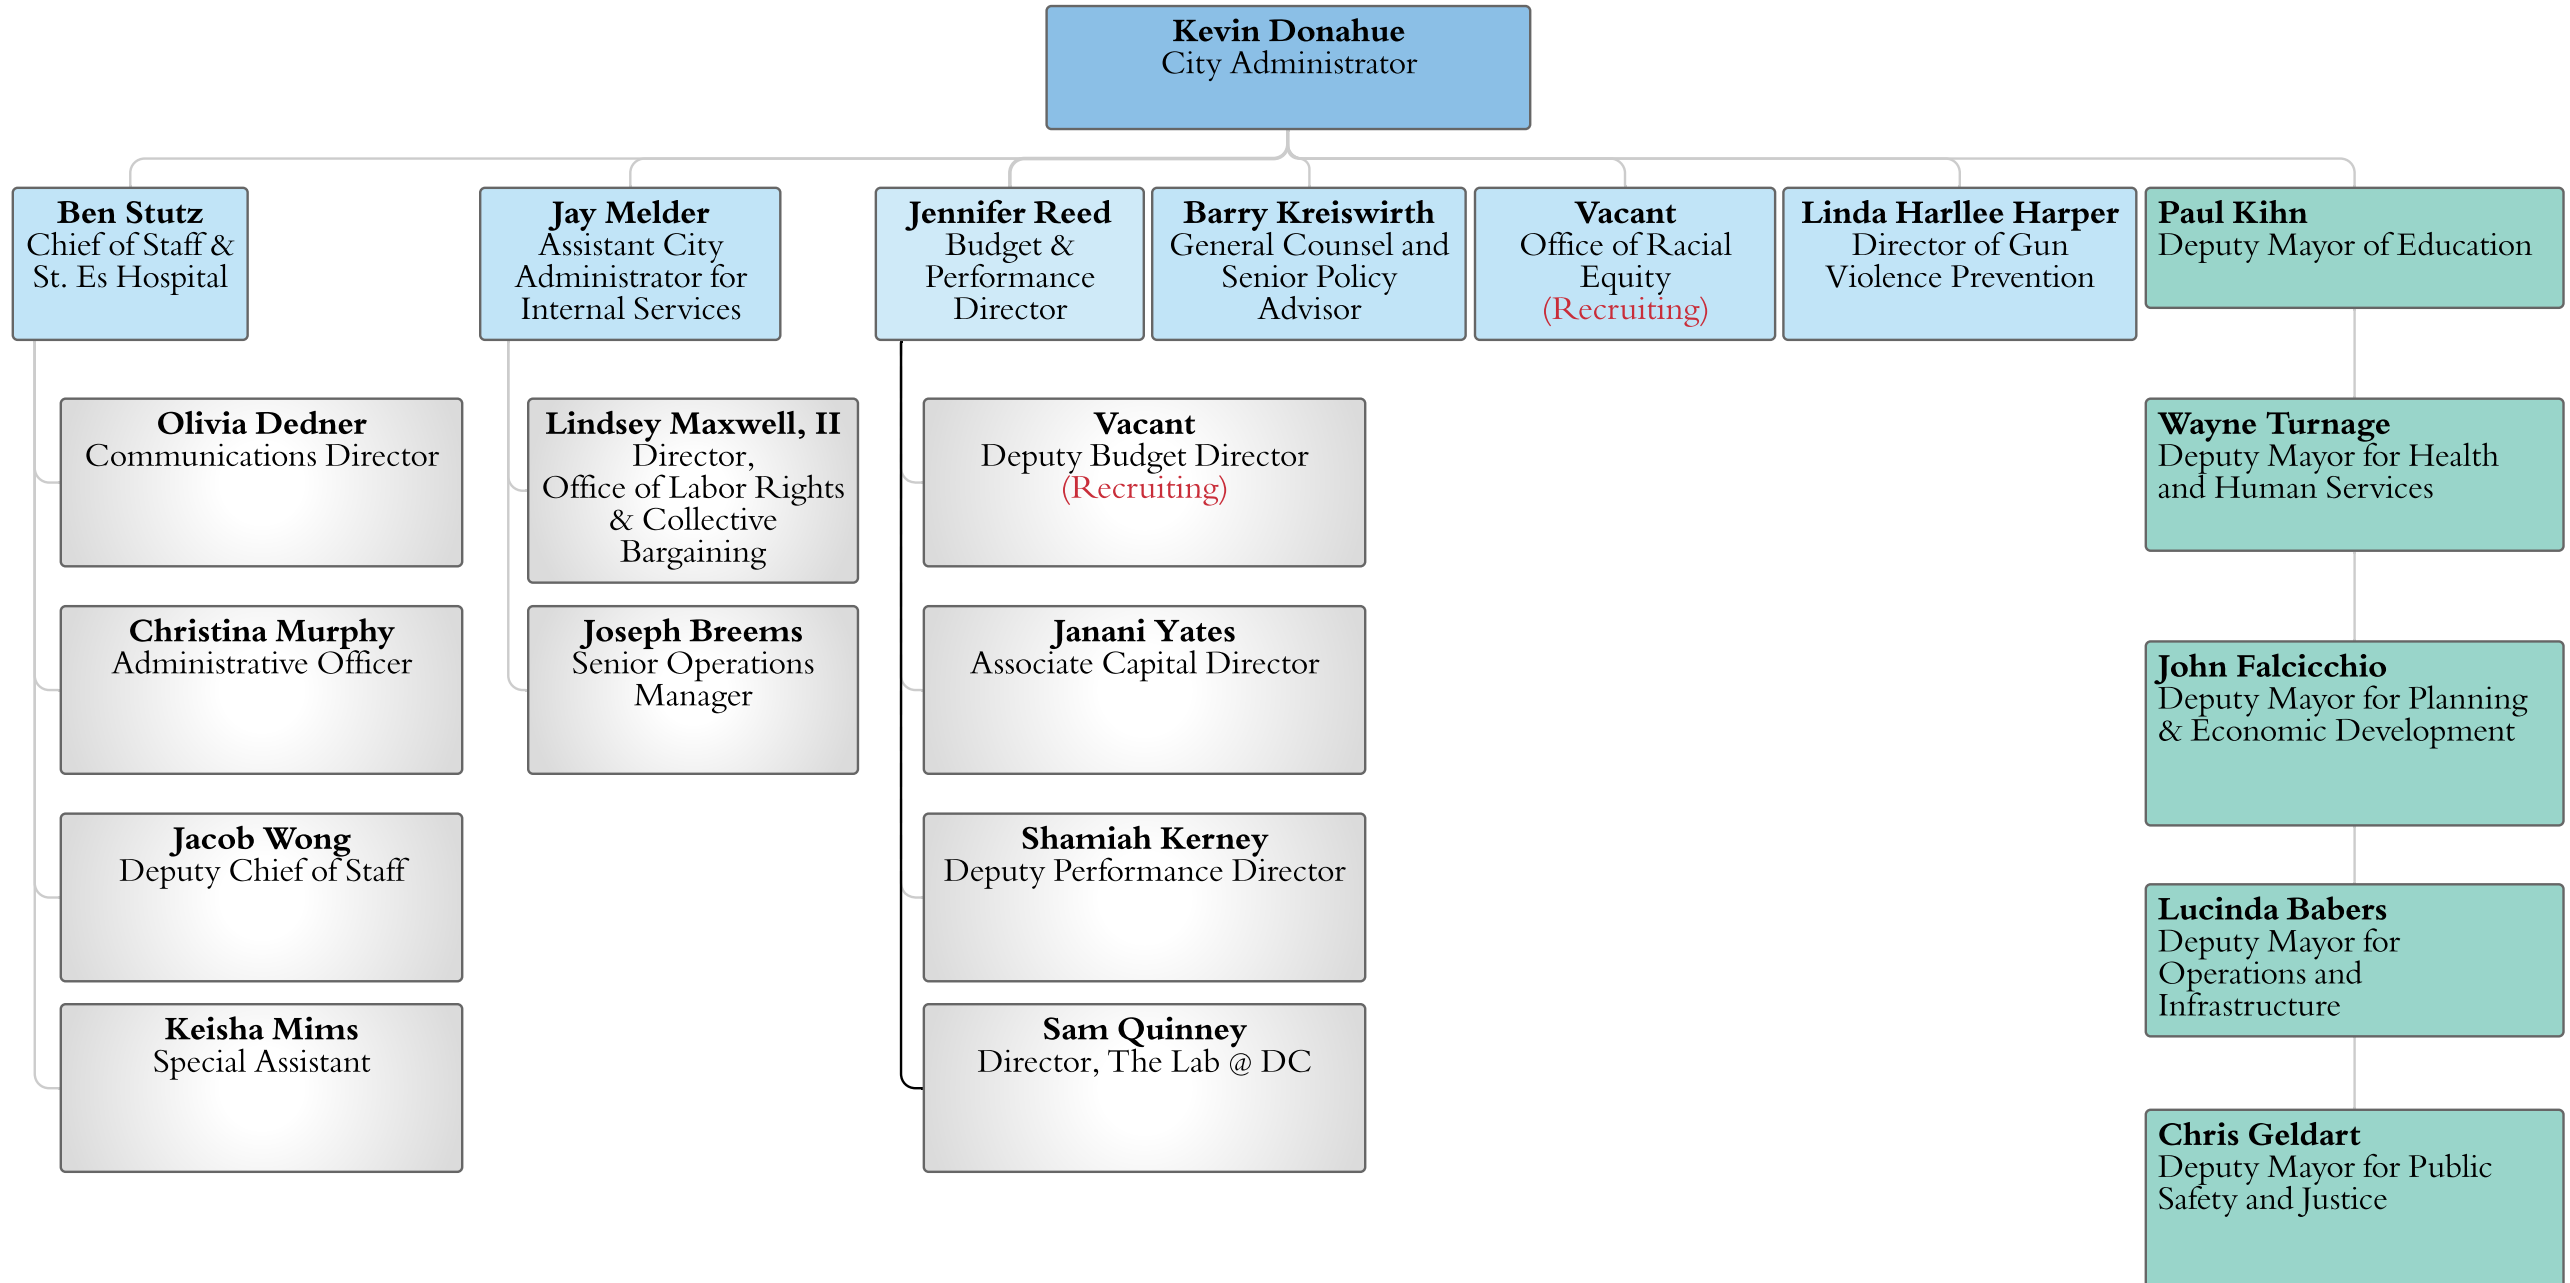 Kevin Donahue
City Administrator
Ben Stutz
Chief of Staff &
St. Es Hospital
Jay Melder
Assistant City
Administrator for
Internal Services
Jennifer Reed
Budget &
Performance
Director
Barry Kreiswirth
General Counsel and
Senior Policy
Advisor
Vacant
Office of Racial
Equity
(Recruiting)
Linda Harllee Harper
Director of Gun
Violence Prevention
Paul Kihn
Deputy Mayor of Education
Olivia Dedner
Communications Director
Christina Murphy
Administrative Officer
Jacob Wong
Deputy Chief of Staff
Keisha Mims
Special Assistant
Lindsey Maxwell, II
Director,
Office of Labor Rights
& Collective
Bargaining
Joseph Breems
Senior Operations
Manager
Vacant
Deputy Budget Director
(Recruiting)
Janani Yates
Associate Capital Director
Shamiah Kerney
Deputy Performance Director
Sam Quinney
Director, The Lab @ DC
Wayne Turnage
Deputy Mayor for Health
and Human Services
John Falcicchio
Deputy Mayor for Planning
& Economic Development
Lucinda Babers
Deputy Mayor for
Operations and
Infrastructure
Chris Geldart
Deputy Mayor for Public
Safety and Justice